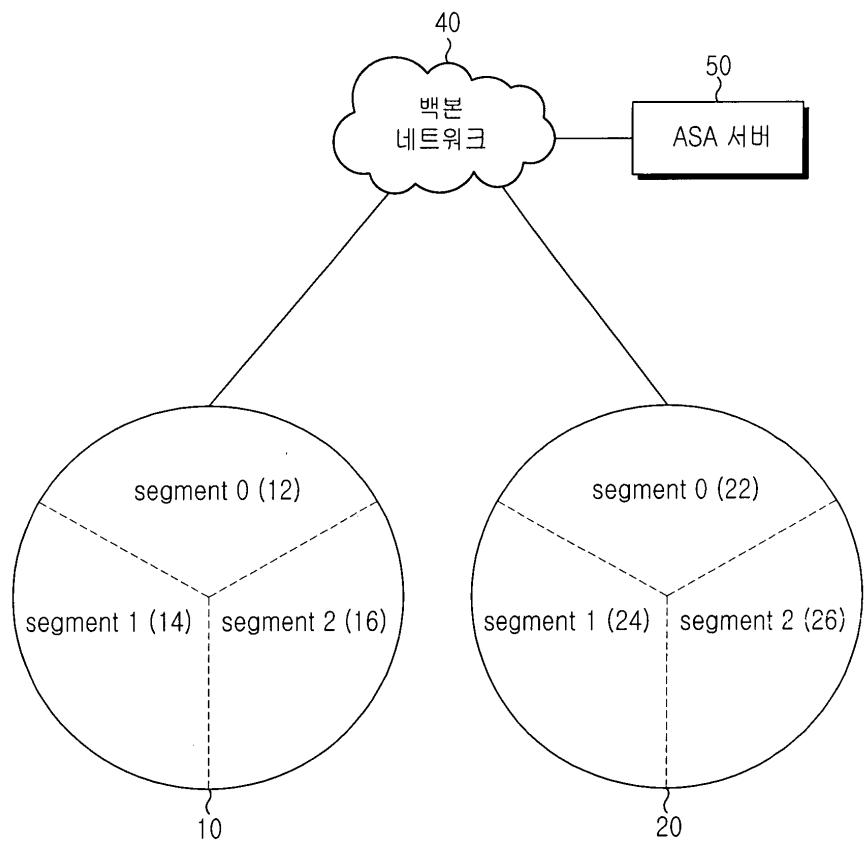 40
백본
네트워크
50
ASA 서버
segment 0 (12)
segment 1 (14)
segment 2 (16)
10
segment 0 (22)
segment 1 (24)
segment 2 (26)
20